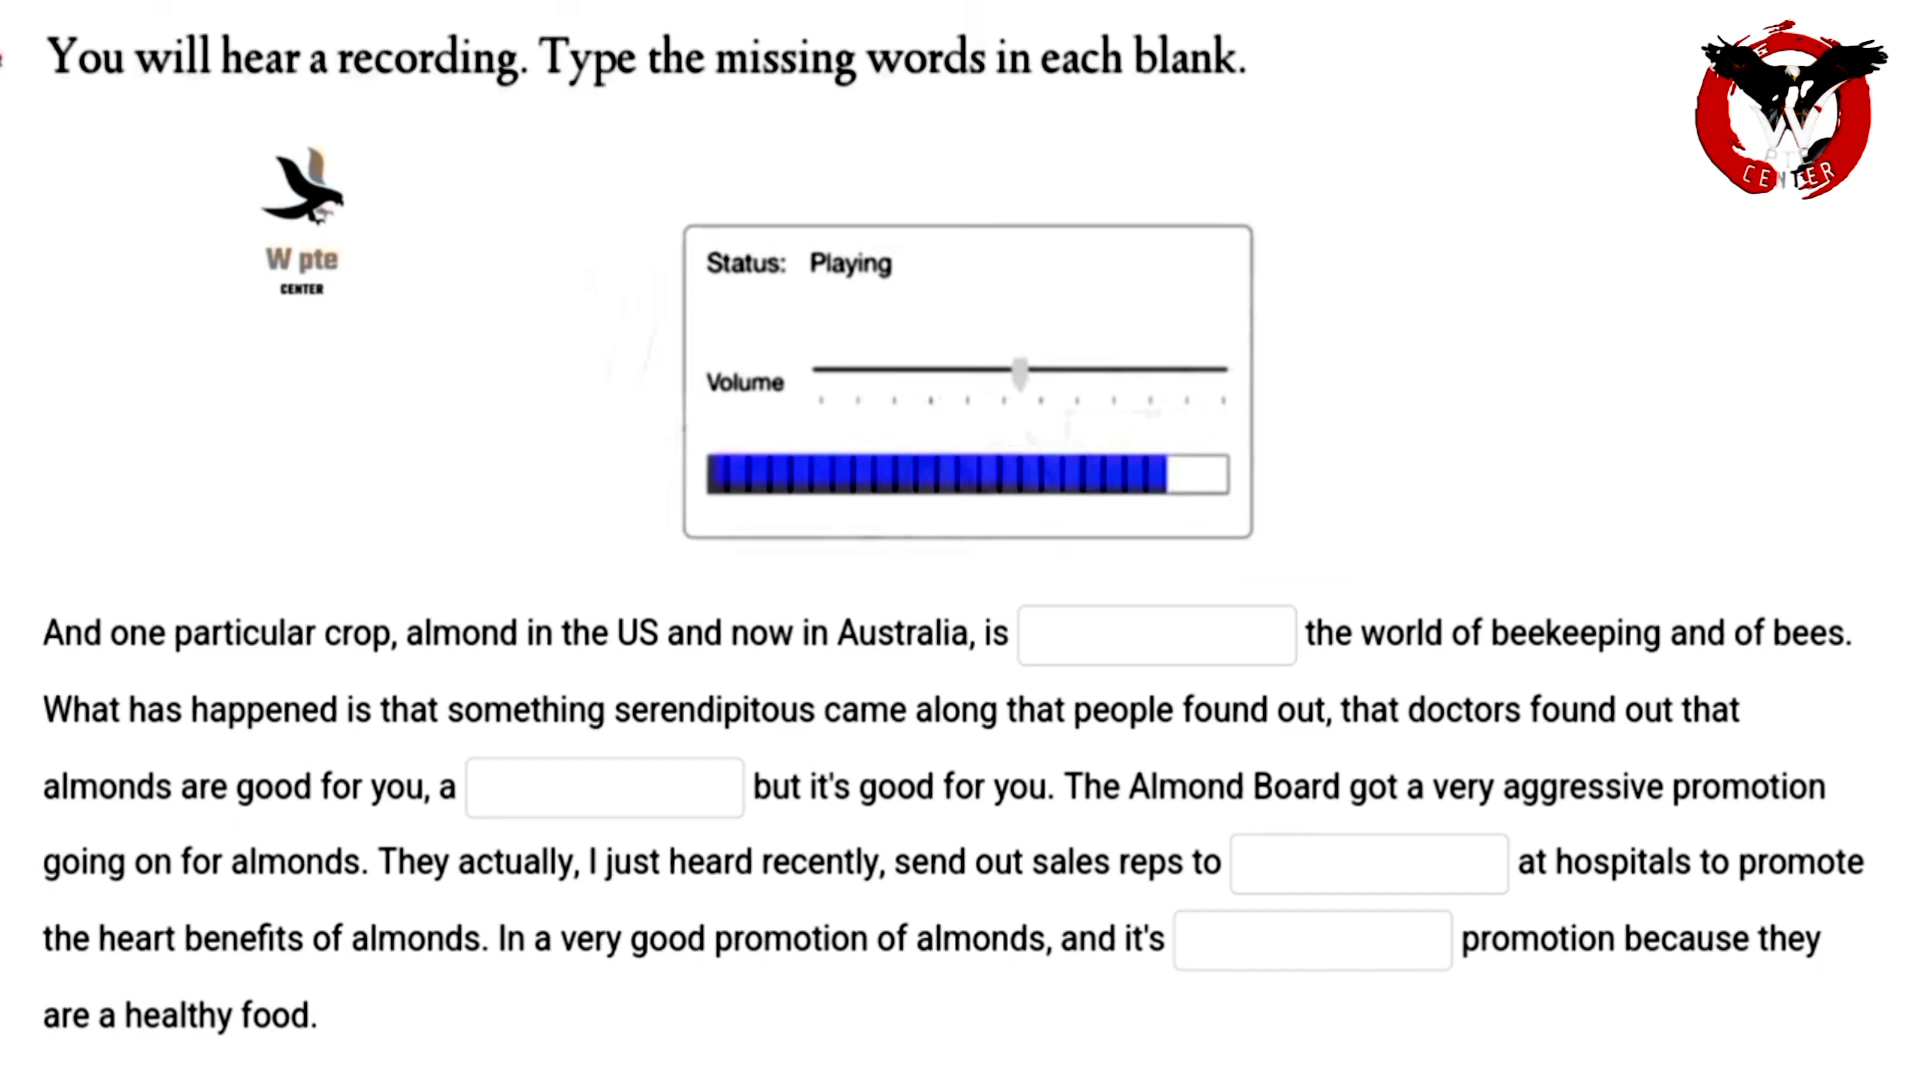 You will hear a recording. Type the missing words in each blank.
W PTE
CENTER
W pte
CENTER
Status: Playing
Volume
And one particular crop, almond in the US and now in Australia, is the world of beekeeping and of bees.
What has happened is that something serendipitous came along that people found out, that doctors found out that
almonds are good for you, a but it's good for you. The Almond Board got a very aggressive promotion
going on for almonds. They actually, I just heard recently, send out sales reps to at hospitals to promote
the heart benefits of almonds. In a very good promotion of almonds, and it's promotion because they
are a healthy food.